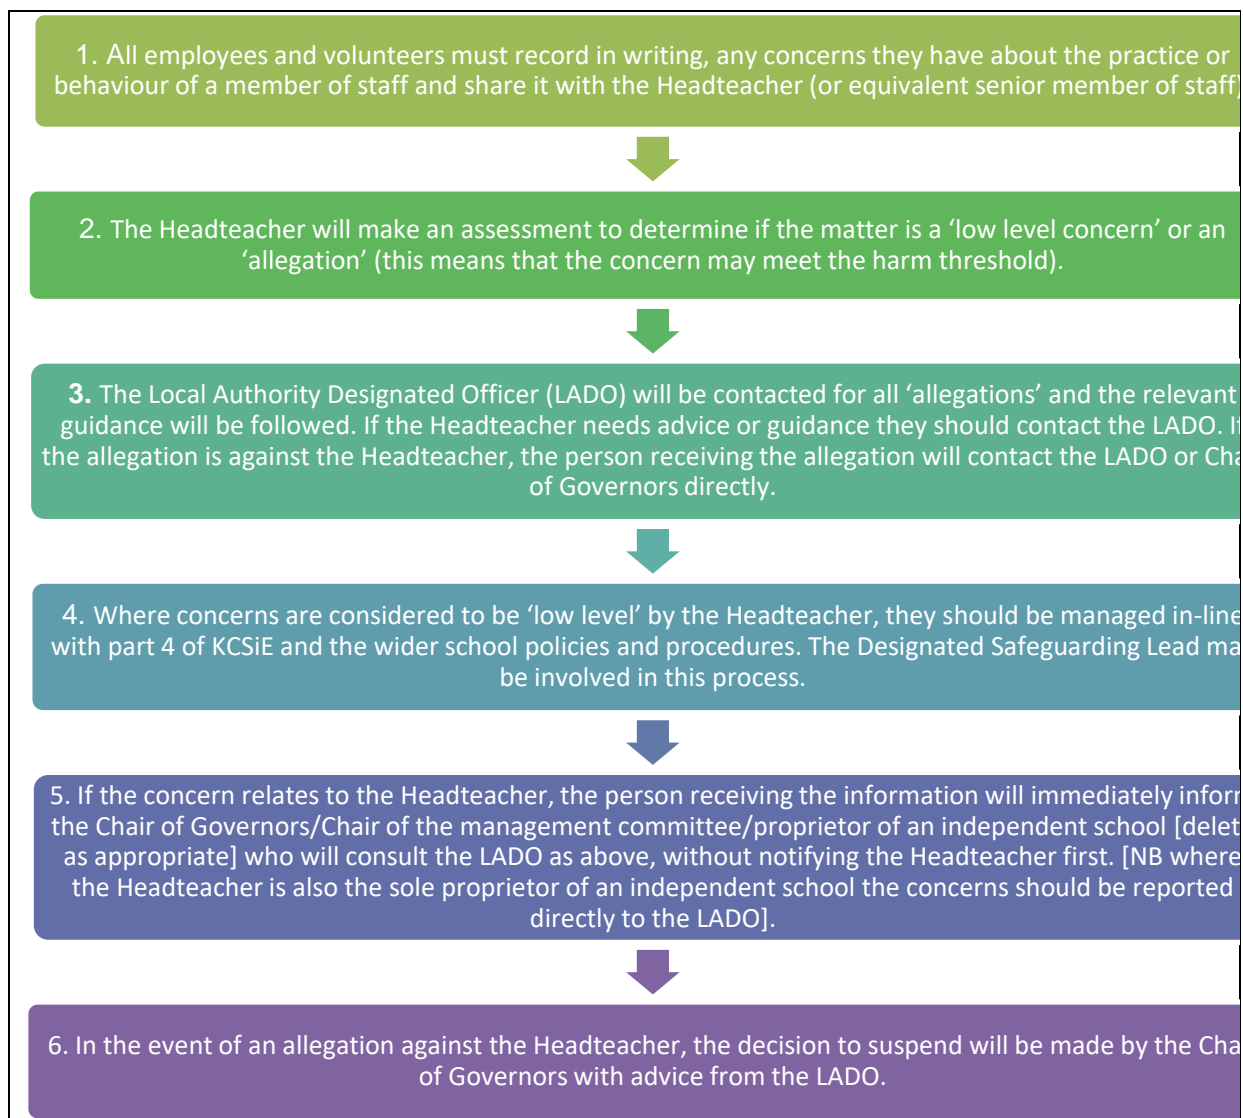 1. All employees and volunteers must record in writing, any concerns they have about the practice or
behaviour of a member of staff and share it with the Headteacher (or equivalent senior member of staff)
2. The Headteacher will make an assessment to determine if the matter is a ‘low level concern’ or an
‘allegation’ (this means that the concern may meet the harm threshold).
3. The Local Authority Designated Officer (LADO) will be contacted for all ‘allegations’ and the relevant
guidance will be followed. If the Headteacher needs advice or guidance they should contact the LADO. If
the allegation is against the Headteacher, the person receiving the allegation will contact the LADO or Cha
of Governors directly.
4. Where concerns are considered to be ‘low level’ by the Headteacher, they should be managed in-line
with part 4 of KCSiE and the wider school policies and procedures. The Designated Safeguarding Lead ma
be involved in this process.
5. If the concern relates to the Headteacher, the person receiving the information will immediately inform
the Chair of Governors/Chair of the management committee/proprietor of an independent school [delet
as appropriate] who will consult the LADO as above, without notifying the Headteacher first. [NB where
the Headteacher is also the sole proprietor of an independent school the concerns should be reported
directly to the LADO].
6. In the event of an allegation against the Headteacher, the decision to suspend will be made by the Cha
of Governors with advice from the LADO.